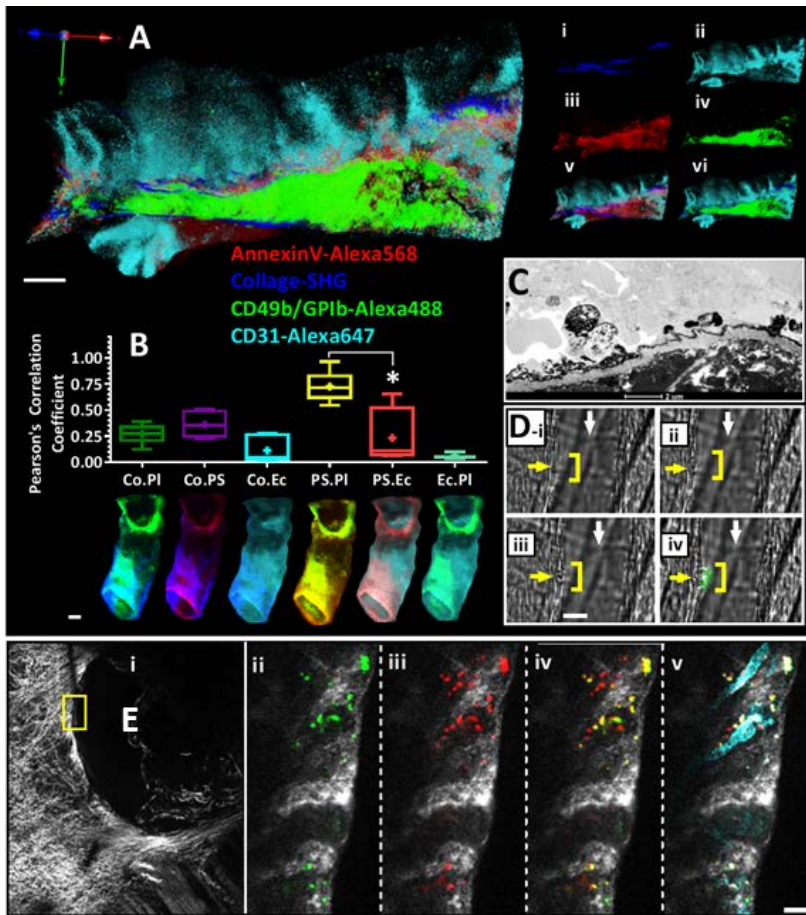 A
i
ii
iii
iv
v
vi
AnnexinV-Alexa568
Collage-SHG
CD49b/GPIb-Alexa488
CD31-Alexa647
B
Pearson's Correlation
Coefficient
1.00
0.75
0.50
0.25
0.00
*
Co.Pl
Co.PS
Co.Ec
PS.Pl
PS.Ec
Ec.Pl
C
2 um
D-i
ii
iii
iv
E
i
ii
iii
iv
v